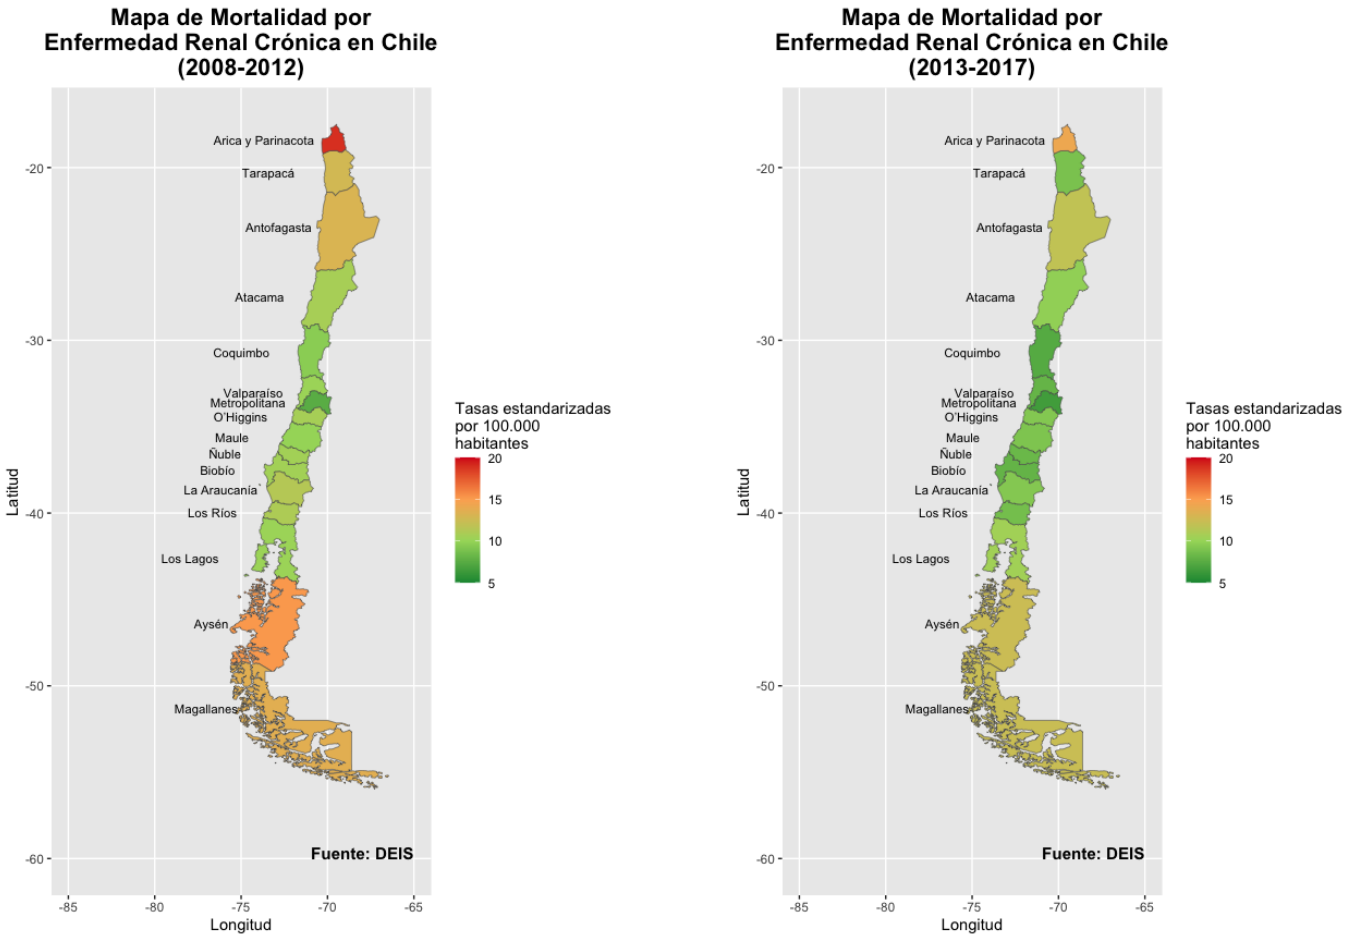 Mapa de Mortalidad por
Enfermedad Renal Crónica en Chile
(2008-2012)
Arica y Parinacota
-20
Tarapacá
Antofagasta
Atacama
-30
Coquimbo
Valparaíso
Metropolitana
O'Higgins
Maule
Ñuble
Biobío
La Araucanía
Los Ríos
-40
Los Lagos
Aysén
-50
Magallanes
-60
Fuente: DEIS
-85
-80
-75
-70
-65
Longitud
Latitud
Tasas estandarizadas
por 100.000
habitantes
20
15
10
5
Mapa de Mortalidad por
Enfermedad Renal Crónica en Chile
(2013-2017)
Arica y Parinacota
-20
Tarapacá
Antofagasta
Atacama
-30
Coquimbo
Valparaíso
Metropolitana
O'Higgins
Maule
Ñuble
Biobío
La Araucanía
Los Ríos
-40
Los Lagos
Aysén
-50
Magallanes
-60
Fuente: DEIS
-85
-80
-75
-70
-65
Longitud
Latitud
Tasas estandarizadas
por 100.000
habitantes
20
15
10
5